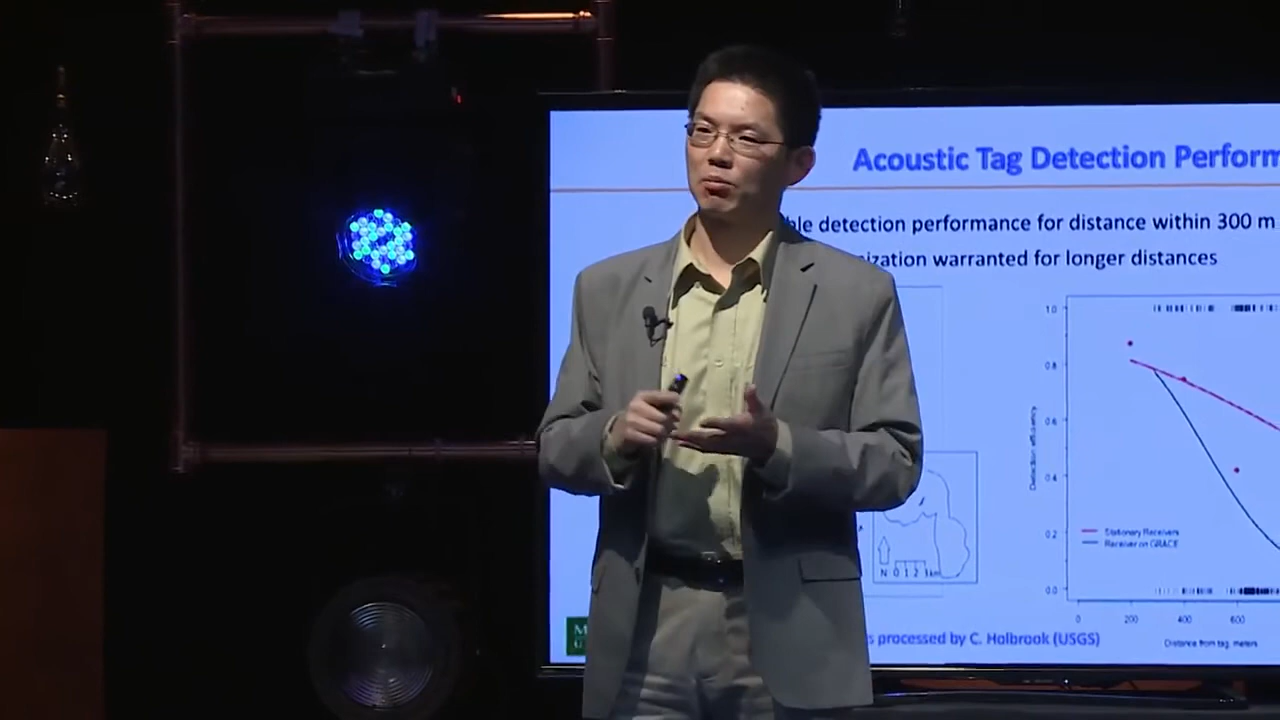 Acoustic Tag Detection Perform
ble detection performance for distance within 300 m
ization warranted for longer distances
1.0
0.8
0.6
0.4
0.2
0.0
Detection efficiency
Stationary Receivers
Receiver on GRACE
200
400
600
Distance from tag, meters
N 0 1 2 3 km
s processed by C. Holbrook (USGS)
M